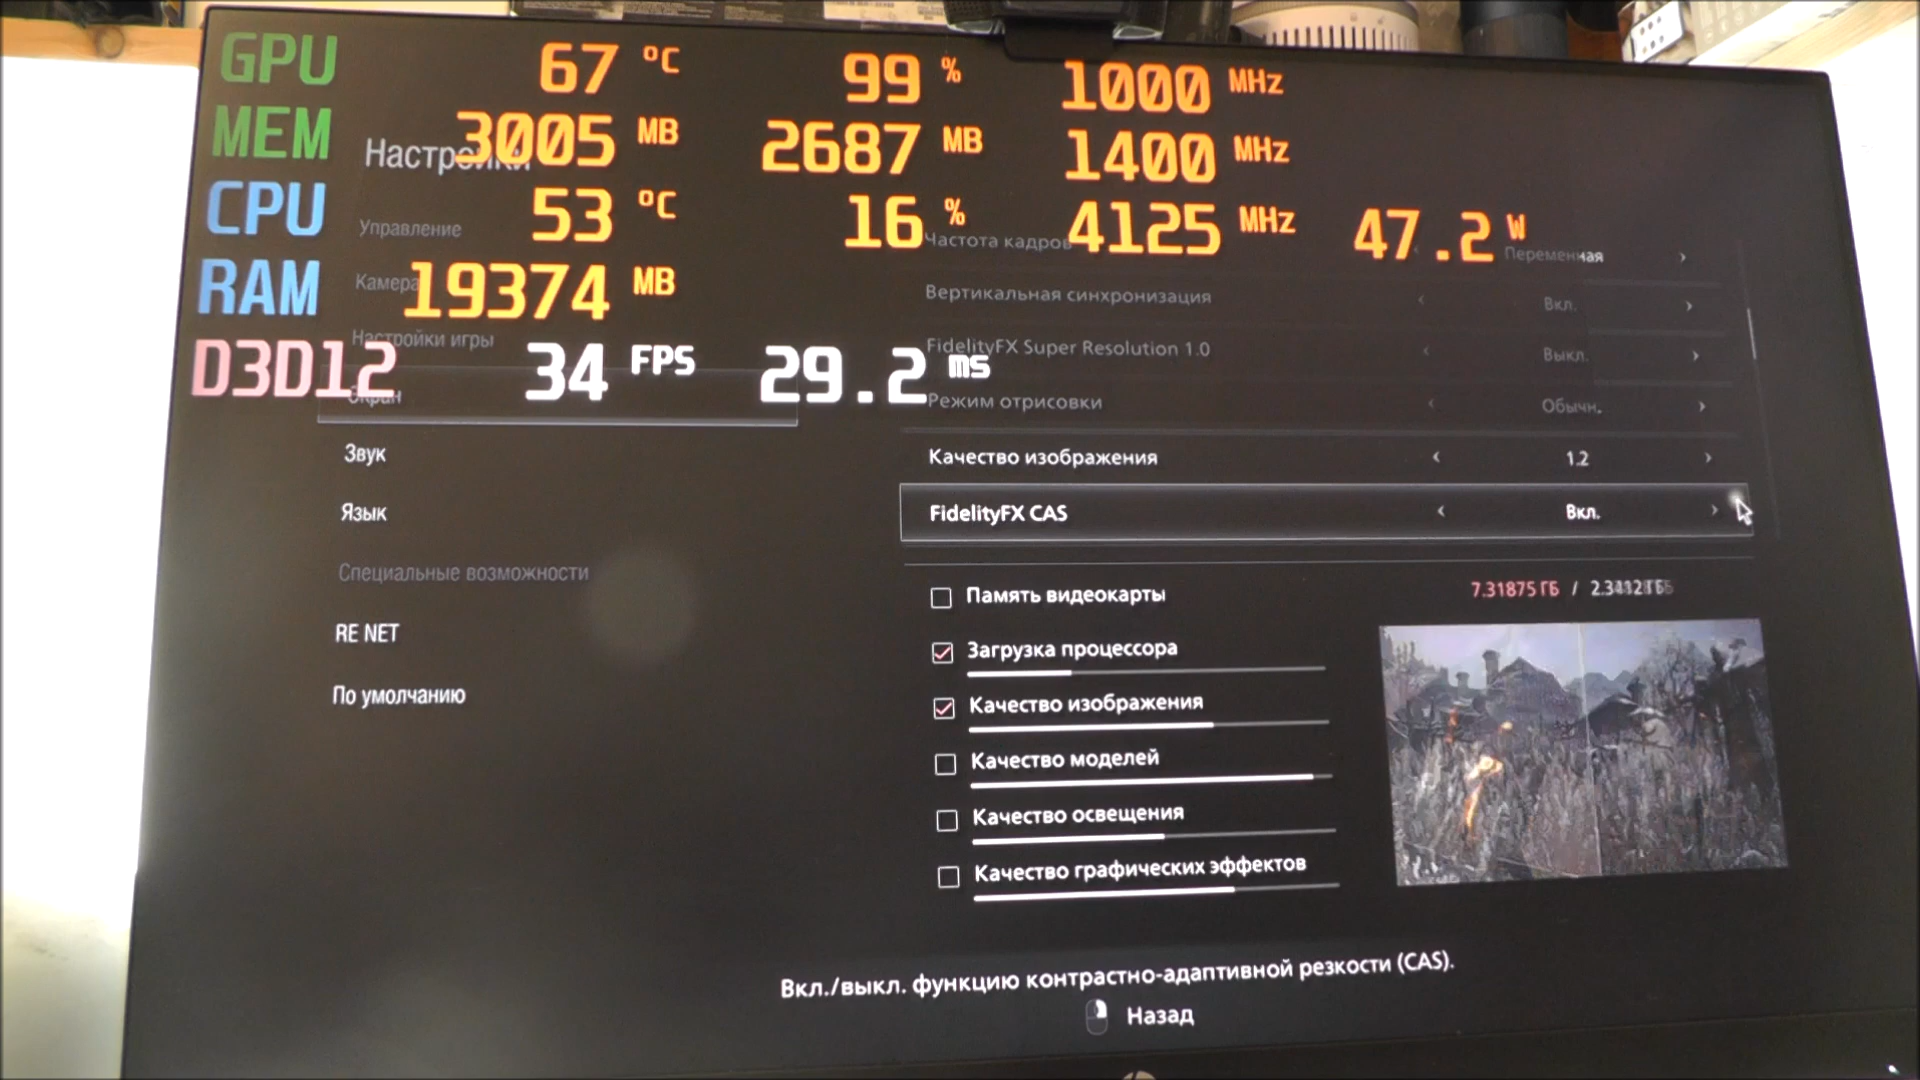 GPU 67 °C 99 % 1000 MHz
MEM 3005 MB 2687 MB 1400 MHz
Настройки
CPU 53 °C 16 % 4125 MHz 47.2 W
Управление
Частота кадров Переменная
RAM 19374 MB
Камера
Вертикальная синхронизация Вкл.
Настройки игры
FidelityFX Super Resolution 1.0 Выкл.
D3D12 34 FPS 29.2 ms
Экран
Режим отрисовки Обычн.
Звук
Качество изображения 1.2
Язык
FidelityFX CAS Вкл.
Специальные возможности
Память видеокарты 7.31875 ГБ /
RE NET
Загрузка процессора
По умолчанию
Качество изображения
Качество моделей
Качество освещения
Качество графических эффектов
Вкл./выкл. функцию контрастно-адаптивной резкости (CAS).
Назад